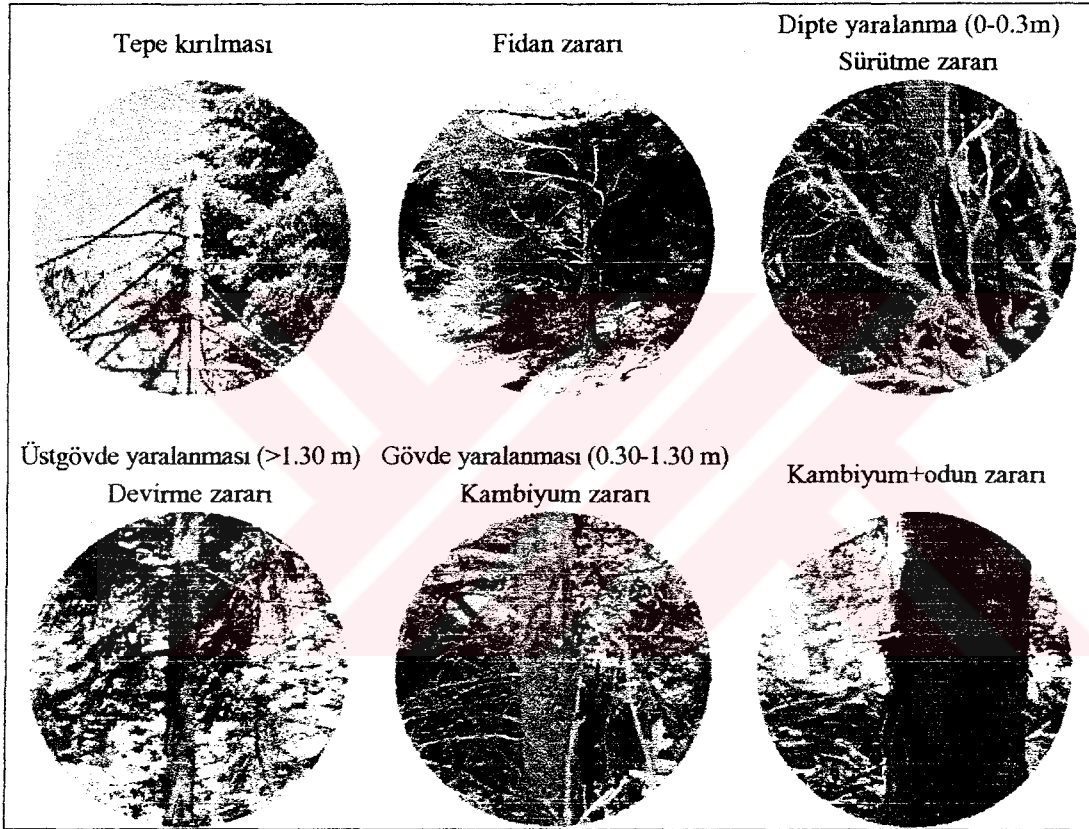 Tepe kırılması
Fidan zararı
Dipte yaralanma (0-0.3m)
Sürütme zararı
Üstgövde yaralanması (>1.30 m)
Devirme zararı
Gövde yaralanması (0.30-1.30 m)
Kambiyum zararı
Kambiyum+odun zararı